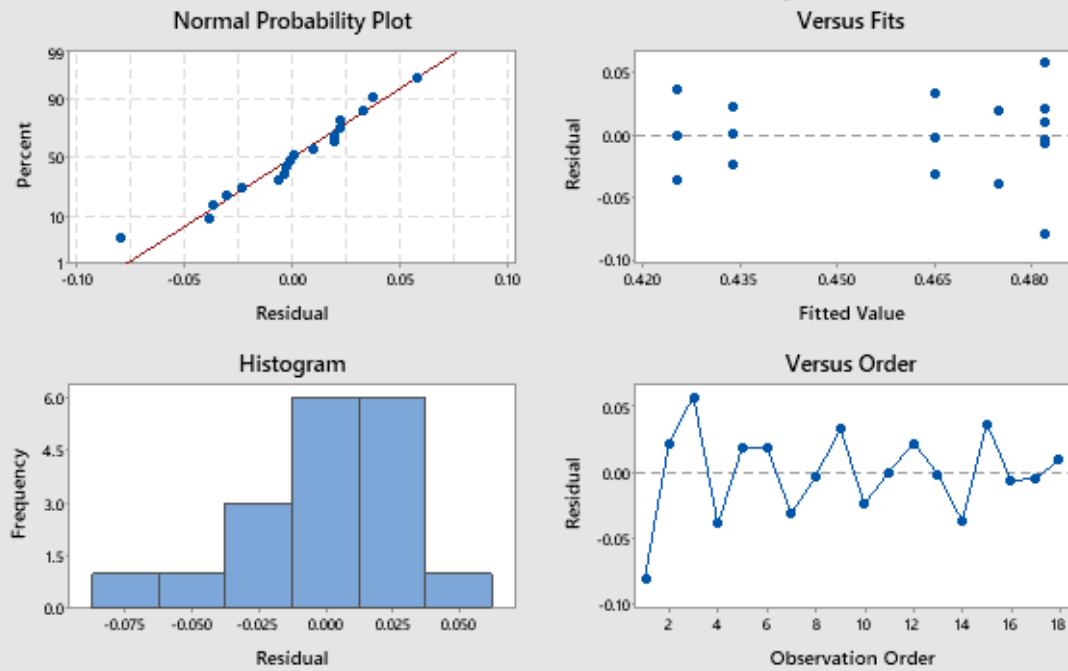 Normal Probability Plot
99
90
50
10
1
Percent
-0.10 -0.05 0.00 0.05 0.10
Residual
Versus Fits
0.05
0.00
-0.05
-0.10
Residual
0.420 0.435 0.450 0.465 0.480
Fitted Value
Histogram
6.0
4.5
3.0
1.5
0.0
Frequency
-0.075 -0.050 -0.025 0.000 0.025 0.050
Residual
Versus Order
0.05
0.00
-0.05
-0.10
Residual
2 4 6 8 10 12 14 16 18
Observation Order